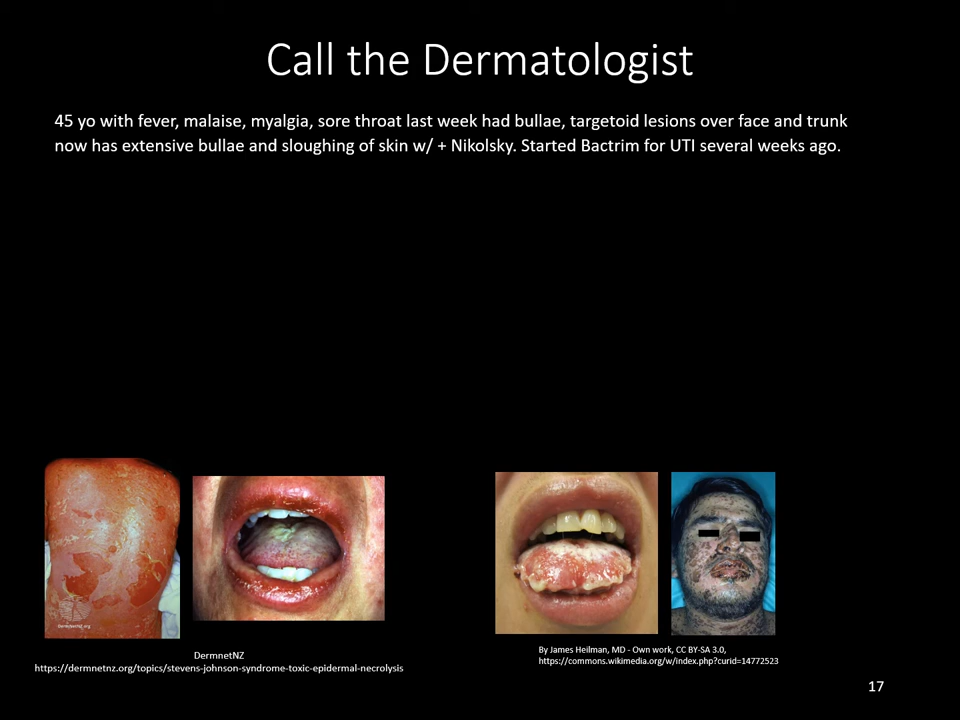 Call the Dermatologist
45 yo with fever, malaise, myalgia, sore throat last week had bullae, targetoid lesions over face and trunk
now has extensive bullae and sloughing of skin w/ + Nikolsky. Started Bactrim for UTI several weeks ago.
dermnetnz.org
DermnetNZ
https://dermnetnz.org/topics/stevens-johnson-syndrome-toxic-epidermal-necrolysis
By James Heilman, MD - Own work, CC BY-SA 3.0,
https://commons.wikimedia.org/w/index.php?curid=14772523
17